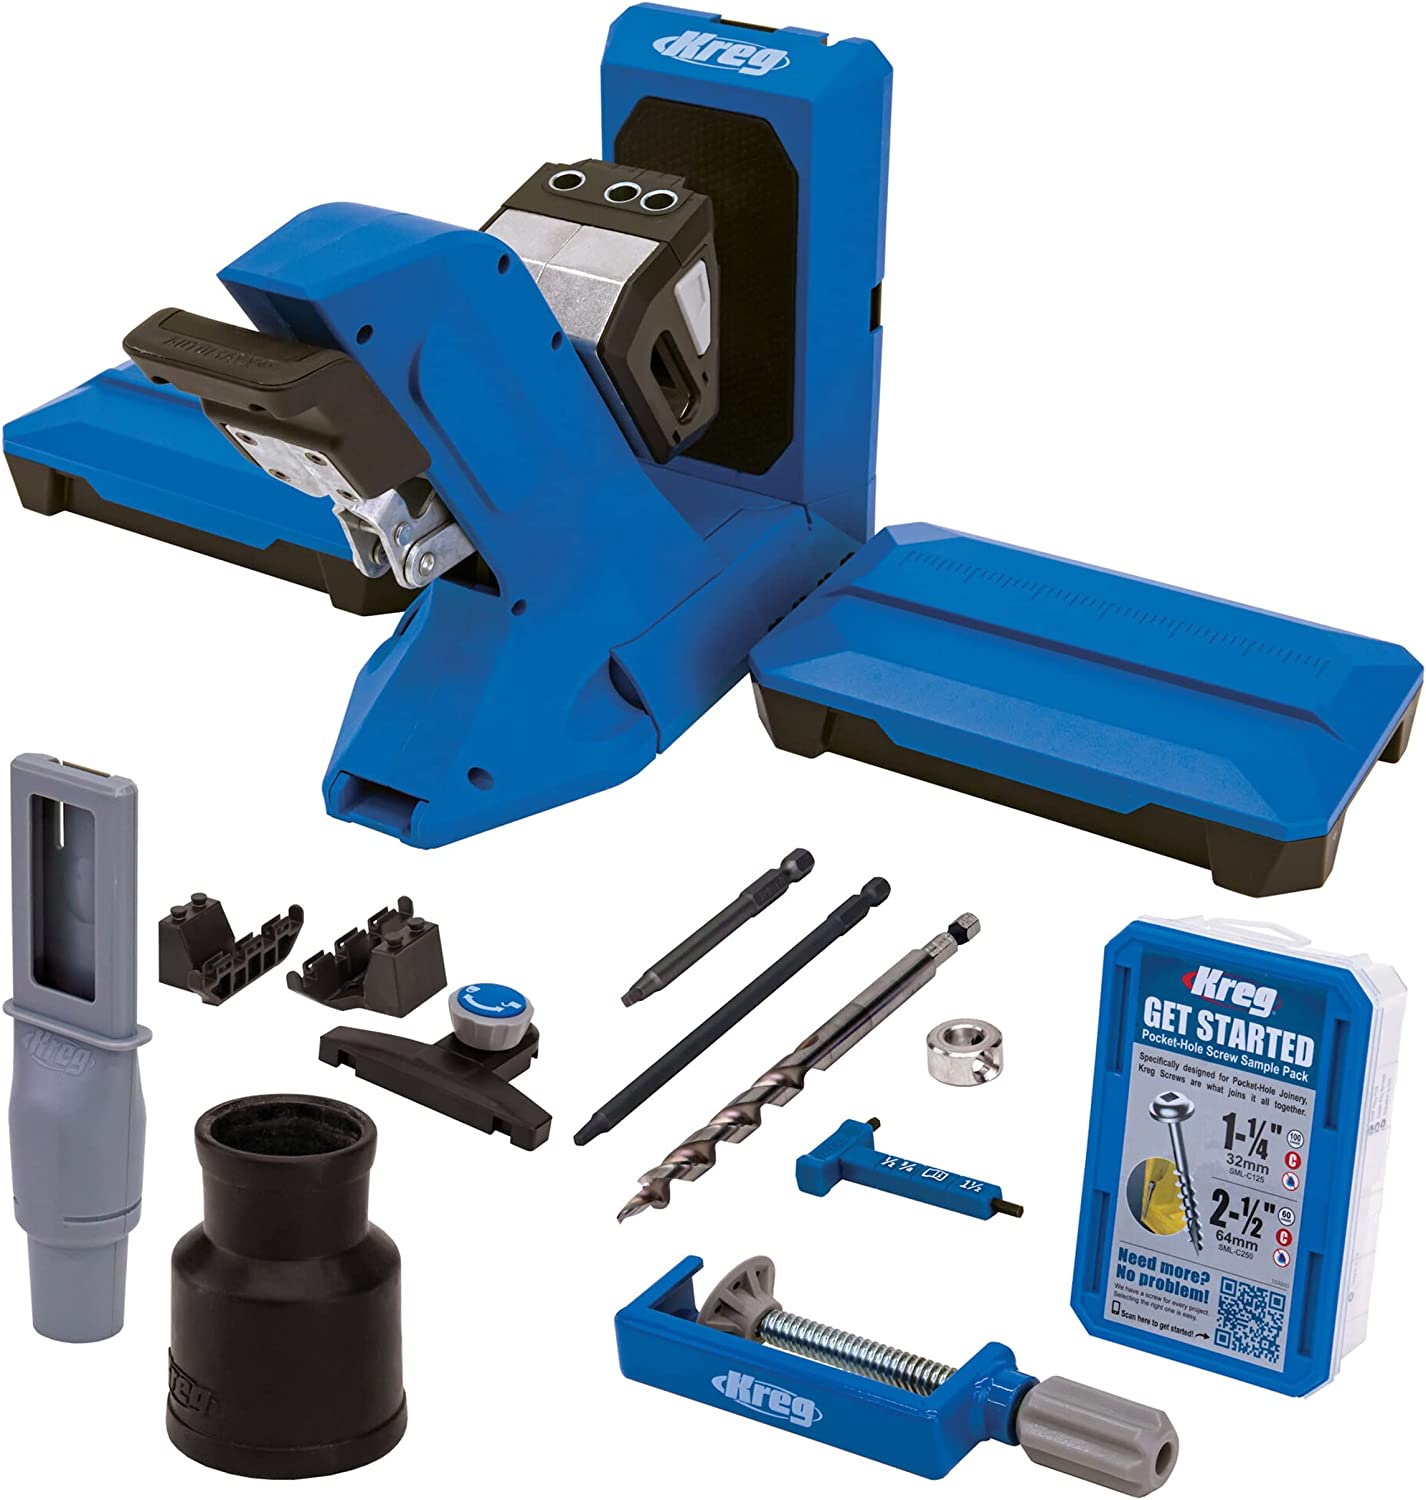 Kreg
AUTOMAXX
Kreg
Kreg
Kreg
GET STARTED
Pocket-Hole Screw Sample Pack
Specifically designed for Pocket-Hole Joinery,
Kreg Screws are what joins it all together.
1-¼"
32mm
SML-C125
100
C
2-½"
64mm
SML-C250
60
C
Need more?
No problem!
We have a screw for every project.
Selecting the right one is easy.
Scan here to get started!
½ ¾ 1½
Kreg